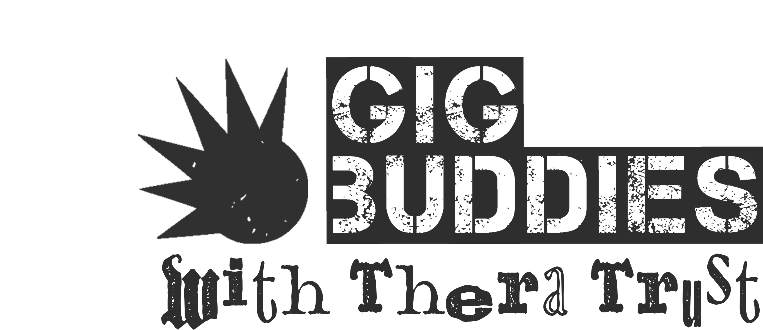 GIG
BUDDIES
With Thera Trust